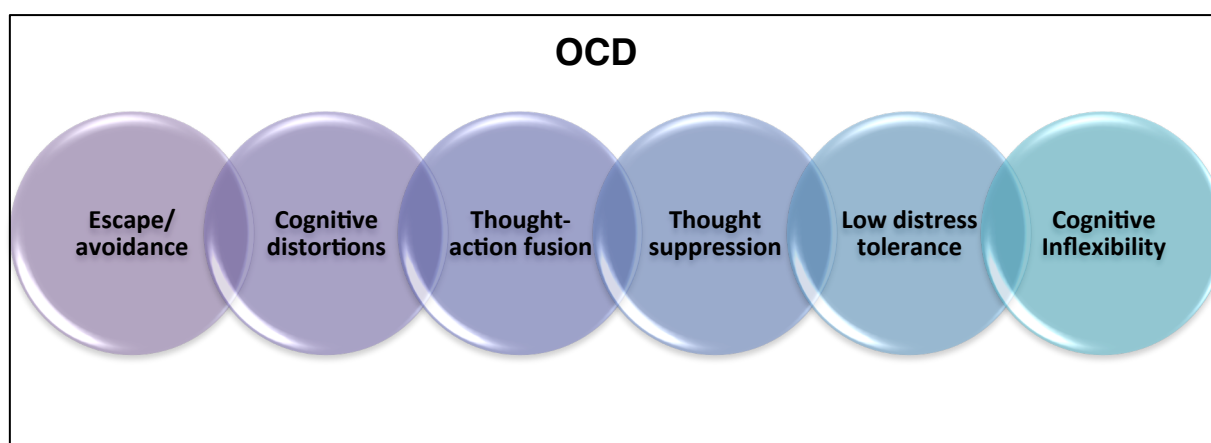 OCD
Escape/
avoidance
Cognitive
distortions
Thought-
action fusion
Thought
suppression
Low distress
tolerance
Cognitive
Inflexibility